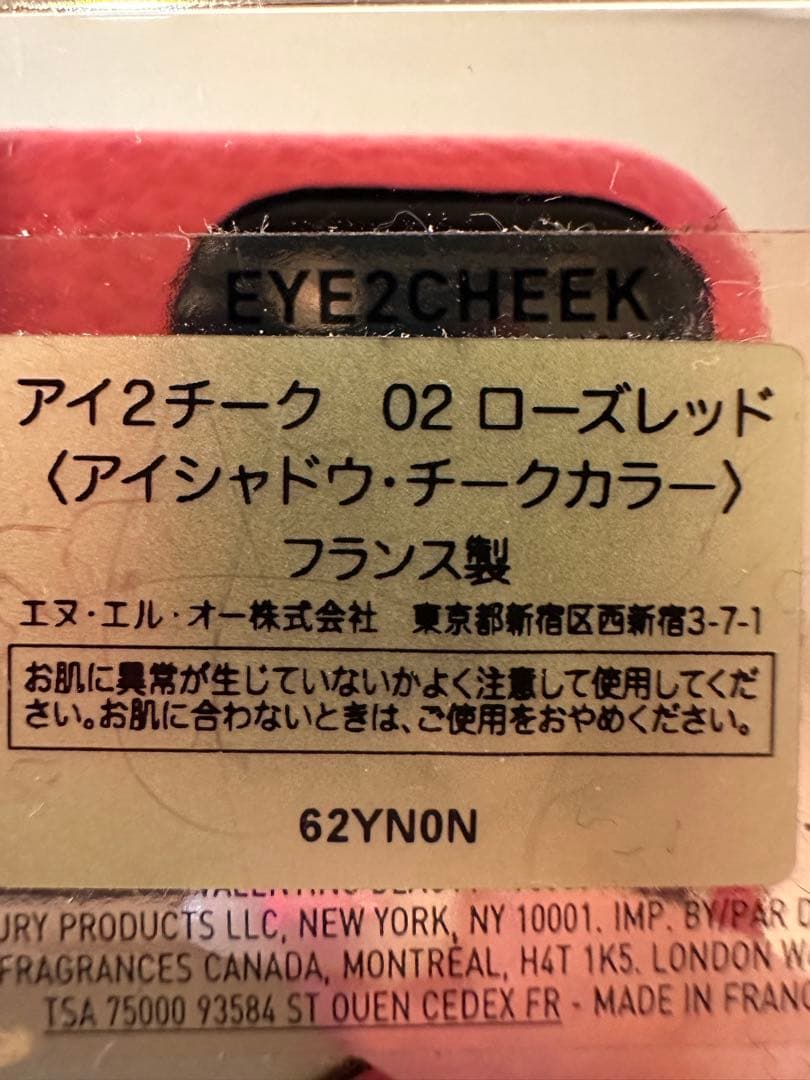 EYE2CHEEK
アイ2チーク 02 ローズレッド
〈アイシャドウ・チークカラー〉
フランス製
エヌ・エル・オー株式会社 東京都新宿区西新宿3-7-1
お肌に異常が生じていないかよく注意して使用してくだ
さい。お肌に合わないときは、ご使用をおやめください。
62YN0N
VALENTINO BEAUTY
URY PRODUCTS LLC, NEW YORK, NY 10001. IMP. BY/PAR D
FRAGRANCES CANADA, MONTRÉAL, H4T 1K5. LONDON W
TSA 75000 93584 ST OUEN CEDEX FR - MADE IN FRANC